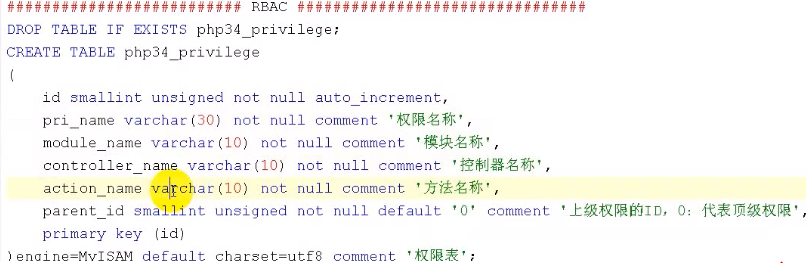 ########################## RBAC ################################
DROP TABLE IF EXISTS php34_privilege;
CREATE TABLE php34_privilege
(
    id smallint unsigned not null auto_increment,
    pri_name varchar(30) not null comment '权限名称',
    module_name varchar(10) not null comment '模块名称',
    controller_name varchar(10) not null comment '控制器名称',
    action_name varchar(10) not null comment '方法名称',
    parent_id smallint unsigned not null default '0' comment '上级权限的ID，0：代表顶级权限',
    primary key (id)
)engine=MyISAM default charset=utf8 comment '权限表';